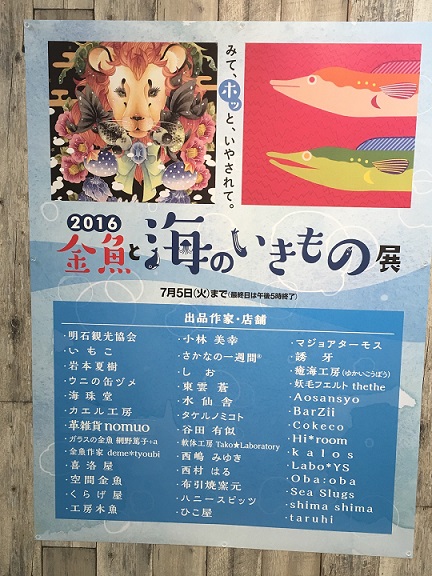 みて、ホッと、いやされて。
2016
金魚と海のいきもの展
7月5日(火)まで(最終日は午後5時終了)
出品作家・店舗
・明石観光協会
・いもこ
・岩本夏樹
・ウニの缶ヅメ
・海珠堂
・カエル工房
・革雑貨nomuo
・ガラスの金魚 網野篤子+a
・金魚作家 deme*tyoubi
・喜洛屋
・空間金魚
・くらげ屋
・工房木魚
・小林 美幸
・さかなの一週間®
・しお
・東雲 蒼
・水仙舎
・タケルノミコト
・谷田 有似
・軟体工房 Tako★Laboratory
・西嶋 みゆき
・西村 はる
・布引焼窯元
・ハニースピッツ
・ひこ屋
・マジョアターモス
・誘牙
・癒海工房(ゆかいこうぼう)
・妖毛フエルト thethe
・Aosansyo
・BarZii
・Cokeco
・Hi*room
・kalos
・Labo*YS
・Oba:oba
・Sea Slugs
・shima shima
・taruhi